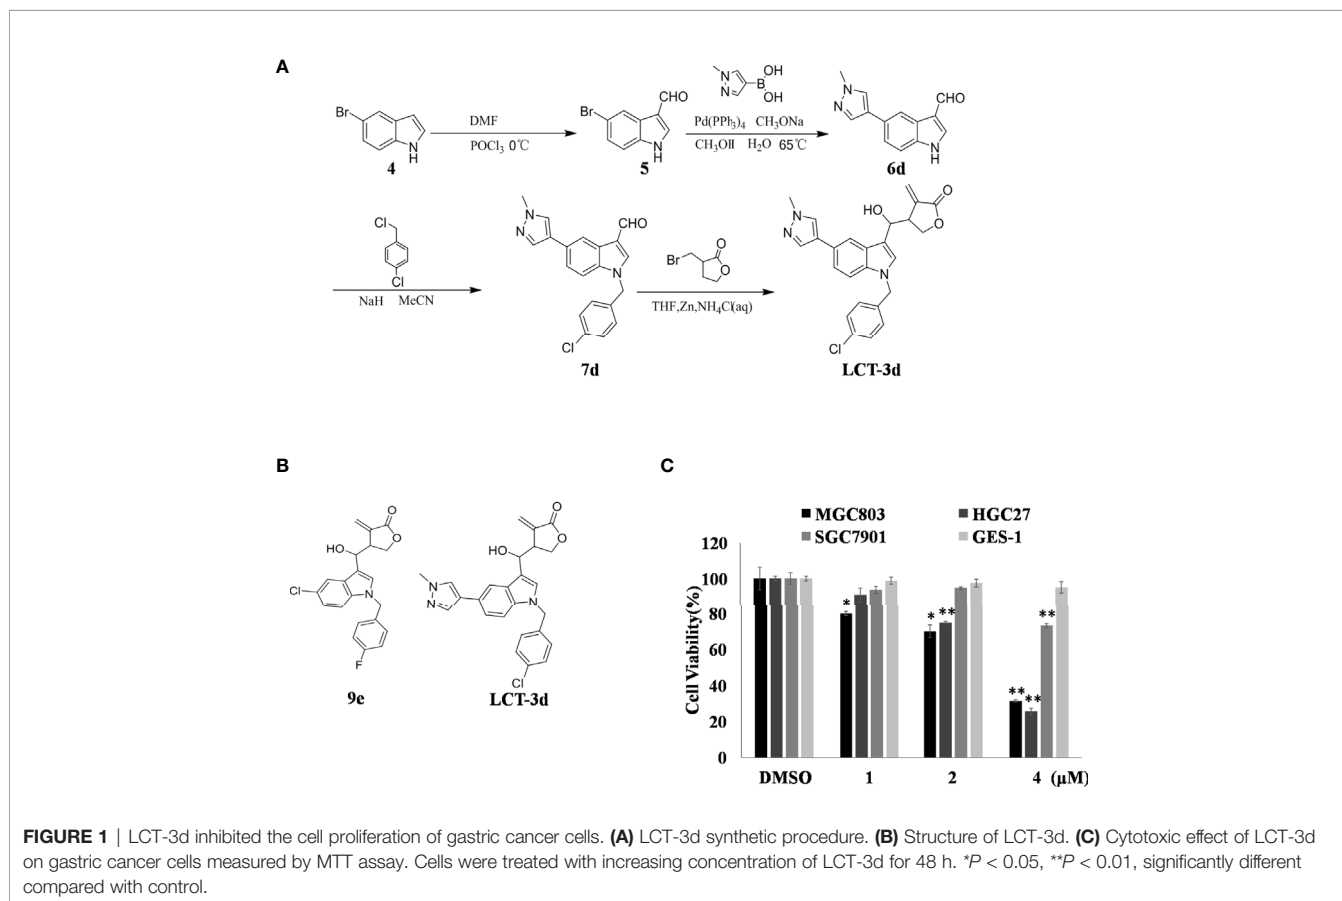 A
Br
N
H
4
DMF
POCl3 0℃
Br
CHO
N
H
5
N
N
B
OH
OH
Pd(PPh3)4 CH3ONa
CH3OH H2O 65℃
N
N
CHO
N
H
6d
Cl
Cl
NaH MeCN
N
N
CHO
N
Cl
7d
Br
O
O
THF,Zn,NH4Cl(aq)
N
N
HO
O
O
N
Cl
LCT-3d
B
O
O
HO
Cl
N
F
9e
O
O
HO
N
N
N
Cl
LCT-3d
C
MGC803 HGC27
SGC7901 GES-1
Cell Viability(%)
120
100
80
60
40
20
0
*
* **
** ** **
DMSO 1 2 4 (μM)
FIGURE 1 | LCT-3d inhibited the cell proliferation of gastric cancer cells. (A) LCT-3d synthetic procedure. (B) Structure of LCT-3d. (C) Cytotoxic effect of LCT-3d
on gastric cancer cells measured by MTT assay. Cells were treated with increasing concentration of LCT-3d for 48 h. *P < 0.05, **P < 0.01, significantly different
compared with control.